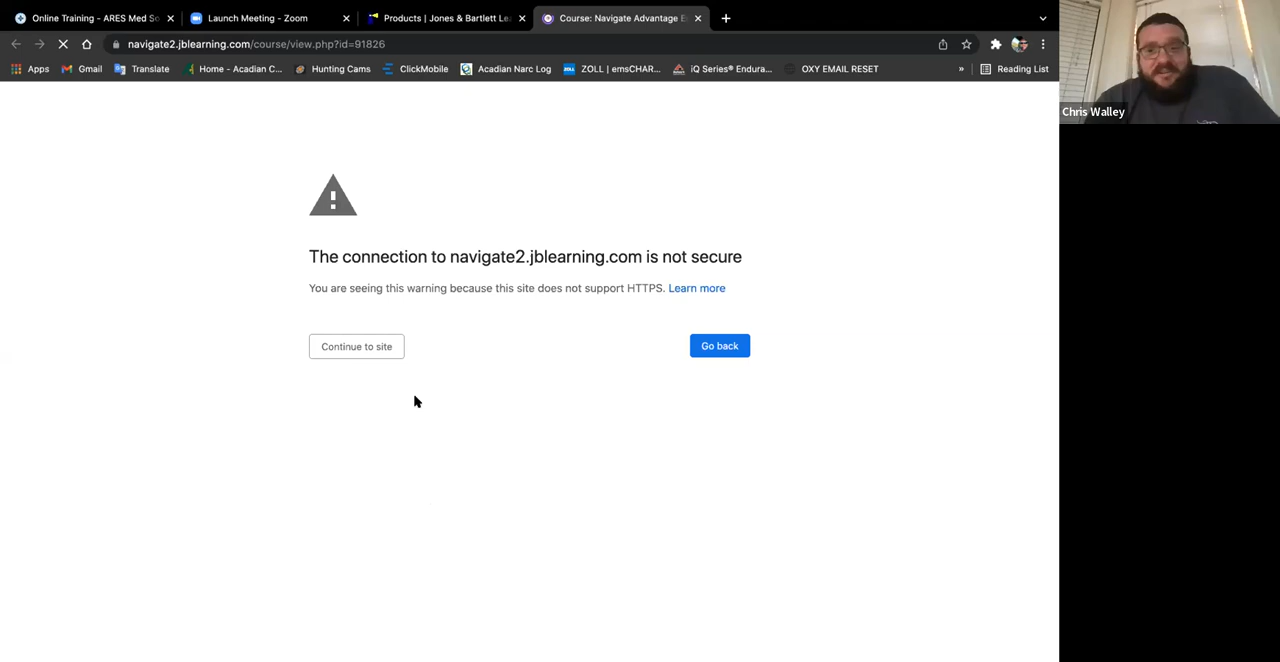 Online Training - ARES Med So
Launch Meeting - Zoom
Products | Jones & Bartlett Le
Course: Navigate Advantage E
navigate2.jblearning.com/course/view.php?id=91826
Apps
Gmail
Translate
Home - Acadian C...
Hunting Cams
ClickMobile
Acadian Narc Log
ZOLL | emsCHAR...
iQ Series® Endura...
OXY EMAIL RESET
»
Reading List
Chris Walley
The connection to navigate2.jblearning.com is not secure
You are seeing this warning because this site does not support HTTPS. Learn more
Continue to site
Go back